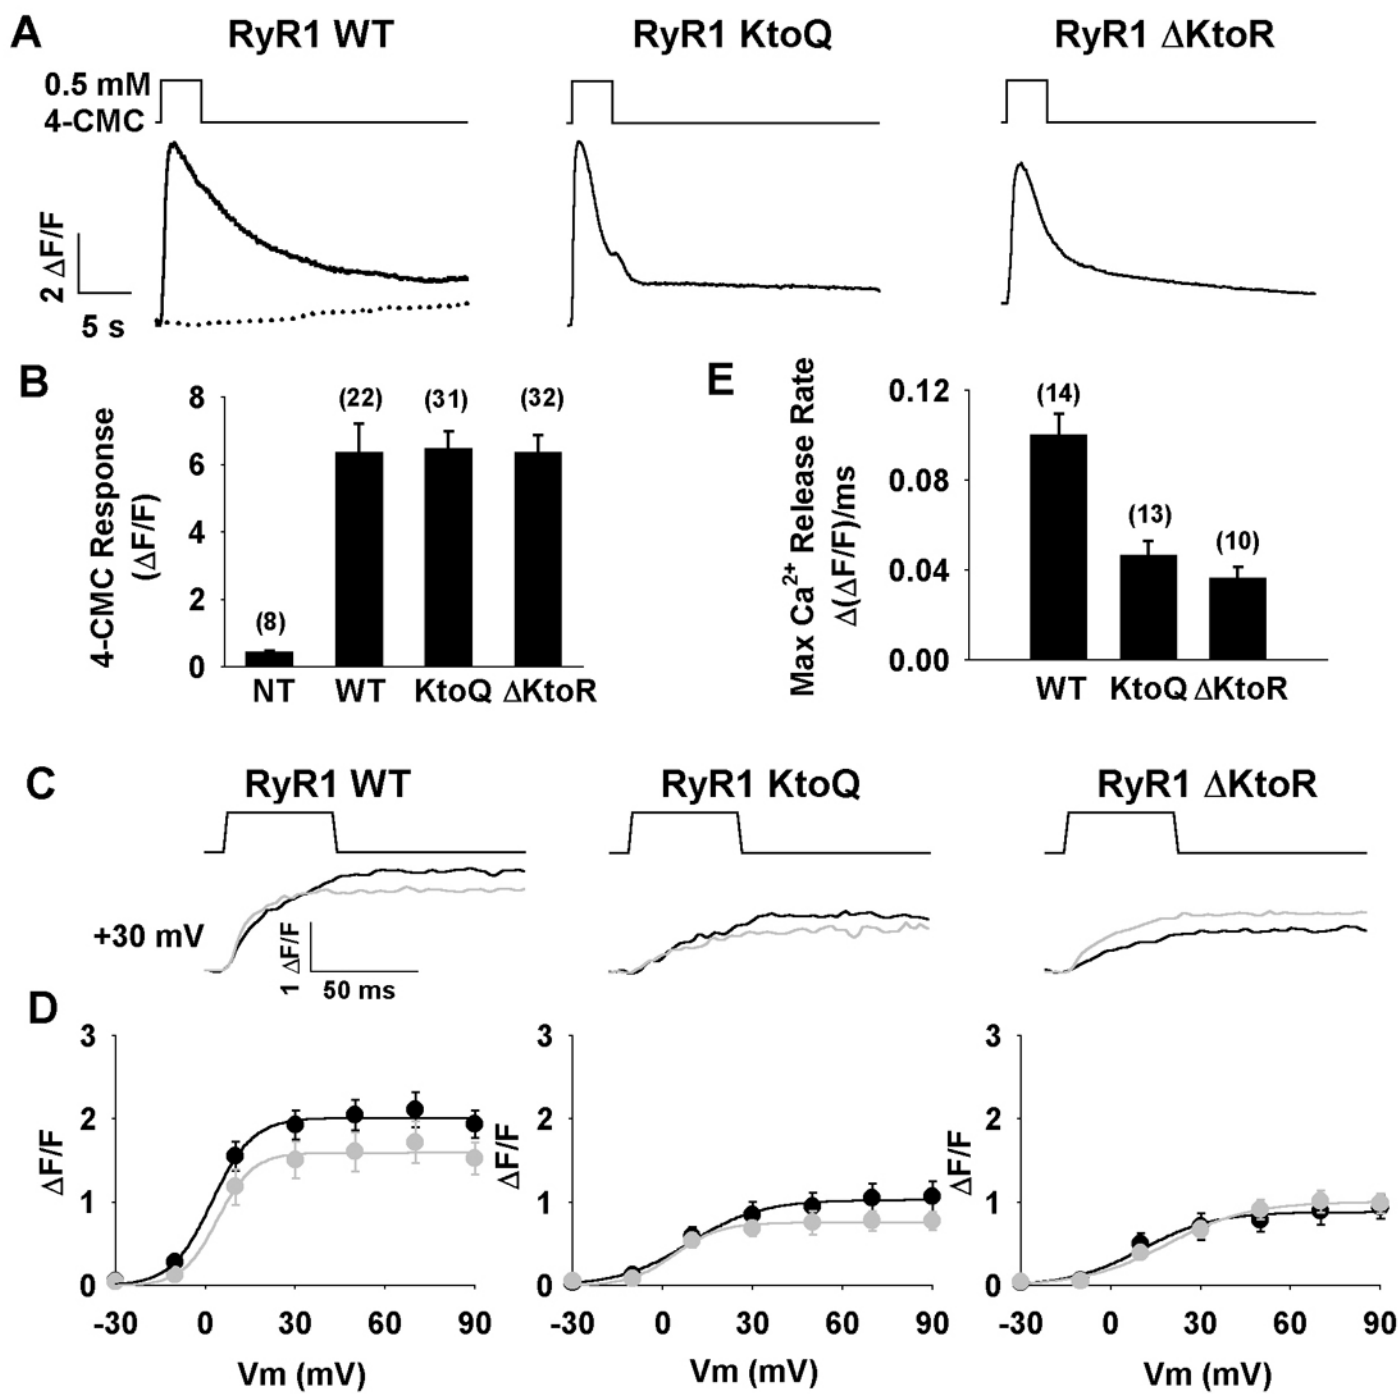 A
RyR1 WT
RyR1 KtoQ
RyR1 ΔKtoR
0.5 mM
4-CMC
2 ΔF/F
5 s
B
4-CMC Response
(ΔF/F)
8
6
4
2
0
(8)
(22)
(31)
(32)
NT
WT
KtoQ
ΔKtoR
E
Max Ca²⁺ Release Rate
Δ(ΔF/F)/ms
0.12
0.08
0.04
0.00
(14)
(13)
(10)
WT
KtoQ
ΔKtoR
C
RyR1 WT
RyR1 KtoQ
RyR1 ΔKtoR
+30 mV
1 ΔF/F
50 ms
D
ΔF/F
3
2
1
0
-30
0
30
60
90
Vm (mV)
ΔF/F
3
2
1
0
-30
0
30
60
90
Vm (mV)
ΔF/F
3
2
1
0
-30
0
30
60
90
Vm (mV)